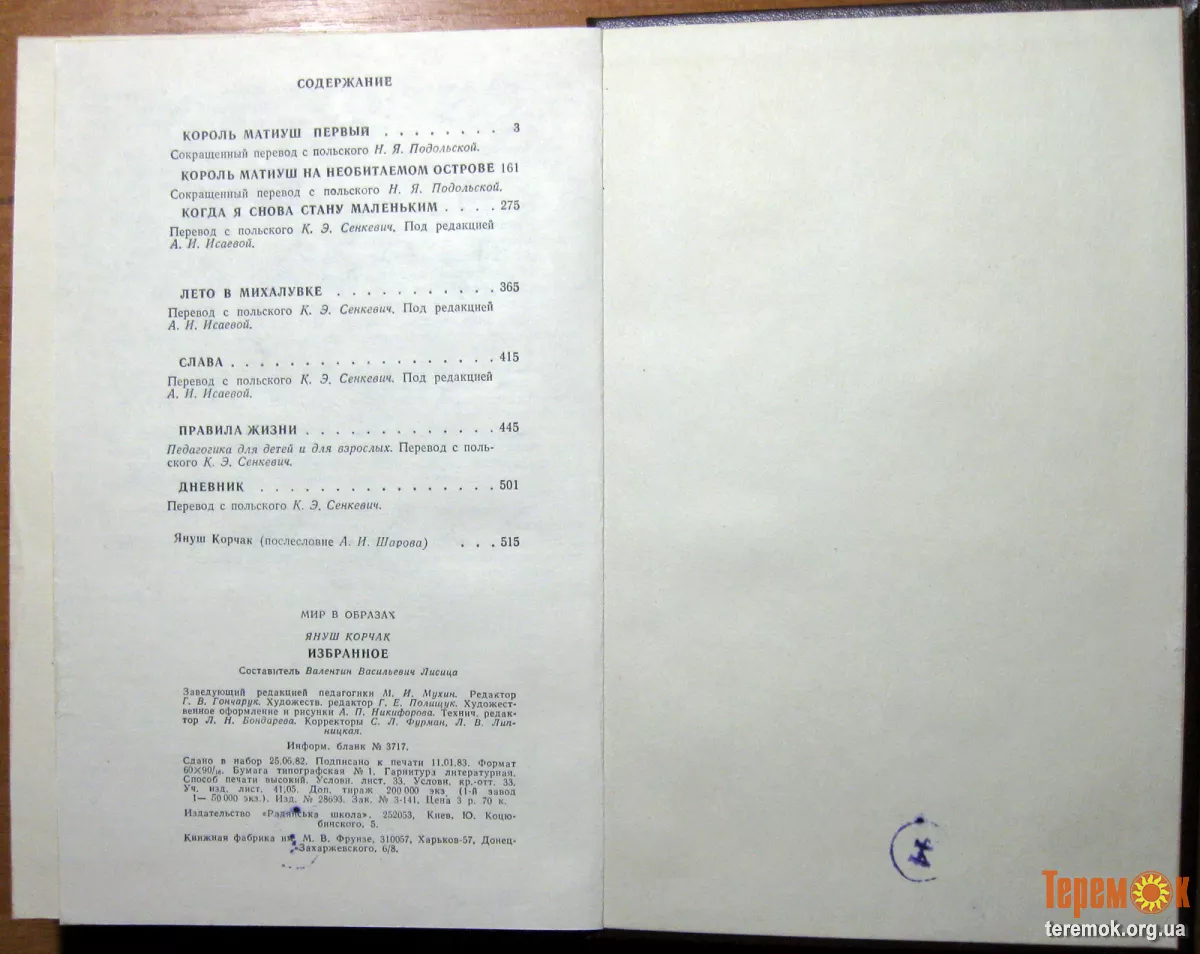 СОДЕРЖАНИЕ
КОРОЛЬ МАТИУШ ПЕРВЫЙ . . . . . . . . 3
Сокращенный перевод с польского Н. Я. Подольской.
КОРОЛЬ МАТИУШ НА НЕОБИТАЕМОМ ОСТРОВЕ 161
Сокращенный перевод с польского Н. Я. Подольской.
КОГДА Я СНОВА СТАНУ МАЛЕНЬКИМ . . . . 275
Перевод с польского К. Э. Сенкевич. Под редакцией
А. И. Исаевой.
ЛЕТО В МИХАЛУВКЕ . . . . . . . . . . . 365
Перевод с польского К. Э. Сенкевич. Под редакцией
А. И. Исаевой.
СЛАВА . . . . . . . . . . . . . . . . . . 415
Перевод с польского К. Э. Сенкевич. Под редакцией
А. И. Исаевой.
ПРАВИЛА ЖИЗНИ . . . . . . . . . . . . . 445
Педагогика для детей и для взрослых. Перевод с поль-
ского К. Э. Сенкевич.
ДНЕВНИК . . . . . . . . . . . . . . . . 501
Перевод с польского К. Э. Сенкевич.
Януш Корчак (послесловие А. И. Шарова) . . . 515
МИР В ОБРАЗАХ
ЯНУШ КОРЧАК
ИЗБРАННОЕ
Составитель Валентин Васильевич Лисица
Заведующий редакцией педагогики М. И. Мухин. Редактор
Г. В. Гончарук. Художеств. редактор Г. Е. Полищук. Художест-
венное оформление и рисунки А. П. Никифорова. Технич. редак-
тор Л. Н. Бондарева. Корректоры С. Л. Фурман, Л. В. Лип-
ницкая.
Информ. бланк № 3717.
Сдано в набор 25.06.82. Подписано к печати 11.01.83. Формат
60×90/16. Бумага типографская № 1. Гарнитура литературная.
Способ печати высокий. Условн. лист. 33. Условн. кр.-отт. 33.
Уч. изд. лист. 41,05. Доп. тираж 200 000 экз. (1-й завод
1— 50 000 экз.). Изд. № 28693. Зак. № 3-141. Цена 3 р. 70 к.
Издательство «Радянська школа», 252053, Киев, Ю. Коцю-
бинского, 5.
Книжная фабрика им. М. В. Фрунзе, 310057, Харьков-57, Донец-
Захаржевского, 6/8.
Теремок
teremok.org.ua